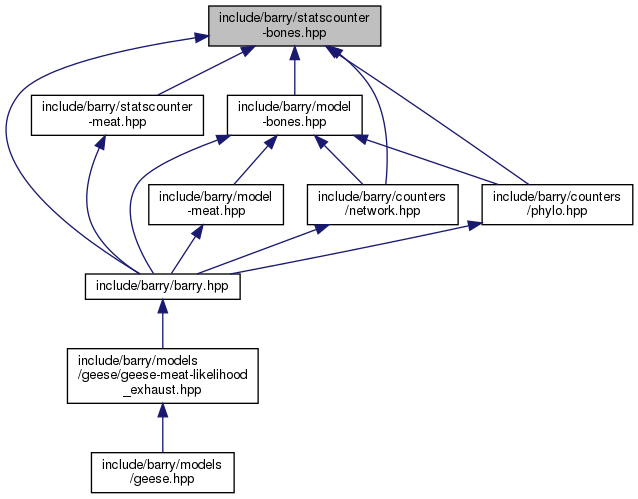 include/barry/statscounter
-bones.hpp
include/barry/statscounter
-meat.hpp
include/barry/model
-bones.hpp
include/barry/model
-meat.hpp
include/barry/counters
/network.hpp
include/barry/counters
/phylo.hpp
include/barry/barry.hpp
include/barry/models
/geese/geese-meat-likelihood
_exhaust.hpp
include/barry/models
/geese.hpp